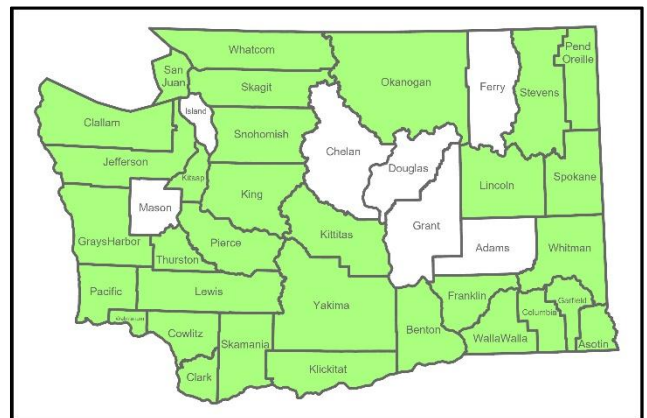 Whatcom
San
Juan
Skagit
Island
Snohomish
Clallam
Jefferson
Kitsap
King
Mason
GraysHarbor
Pierce
Thurston
Pacific
Lewis
Cowlitz
Clark
Skamania
Klickitat
Yakima
Kittitas
Chelan
Douglas
Okanogan
Ferry
Stevens
Pend
Oreille
Lincoln
Spokane
Grant
Adams
Whitman
Benton
Franklin
WallaWalla
Columbia
Garfield
Asotin